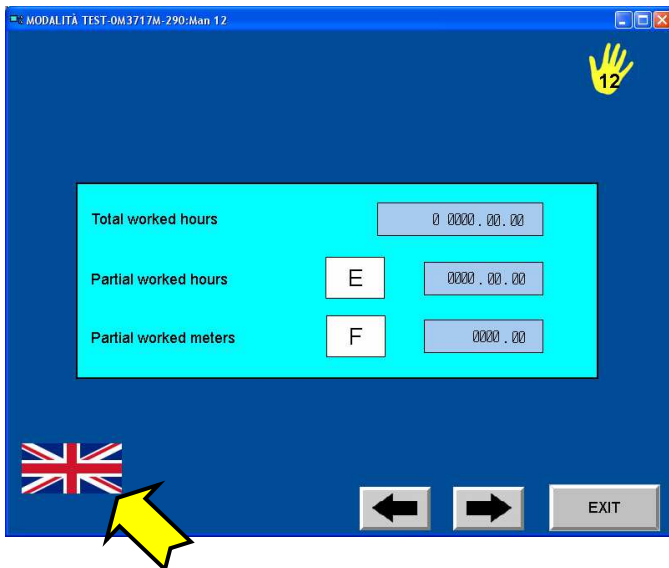 MODALITÀ TEST-0M3717M-290:Man 12
12
Total worked hours 0 0000.00.00
Partial worked hours E 0000.00.00
Partial worked meters F 0000.00
EXIT